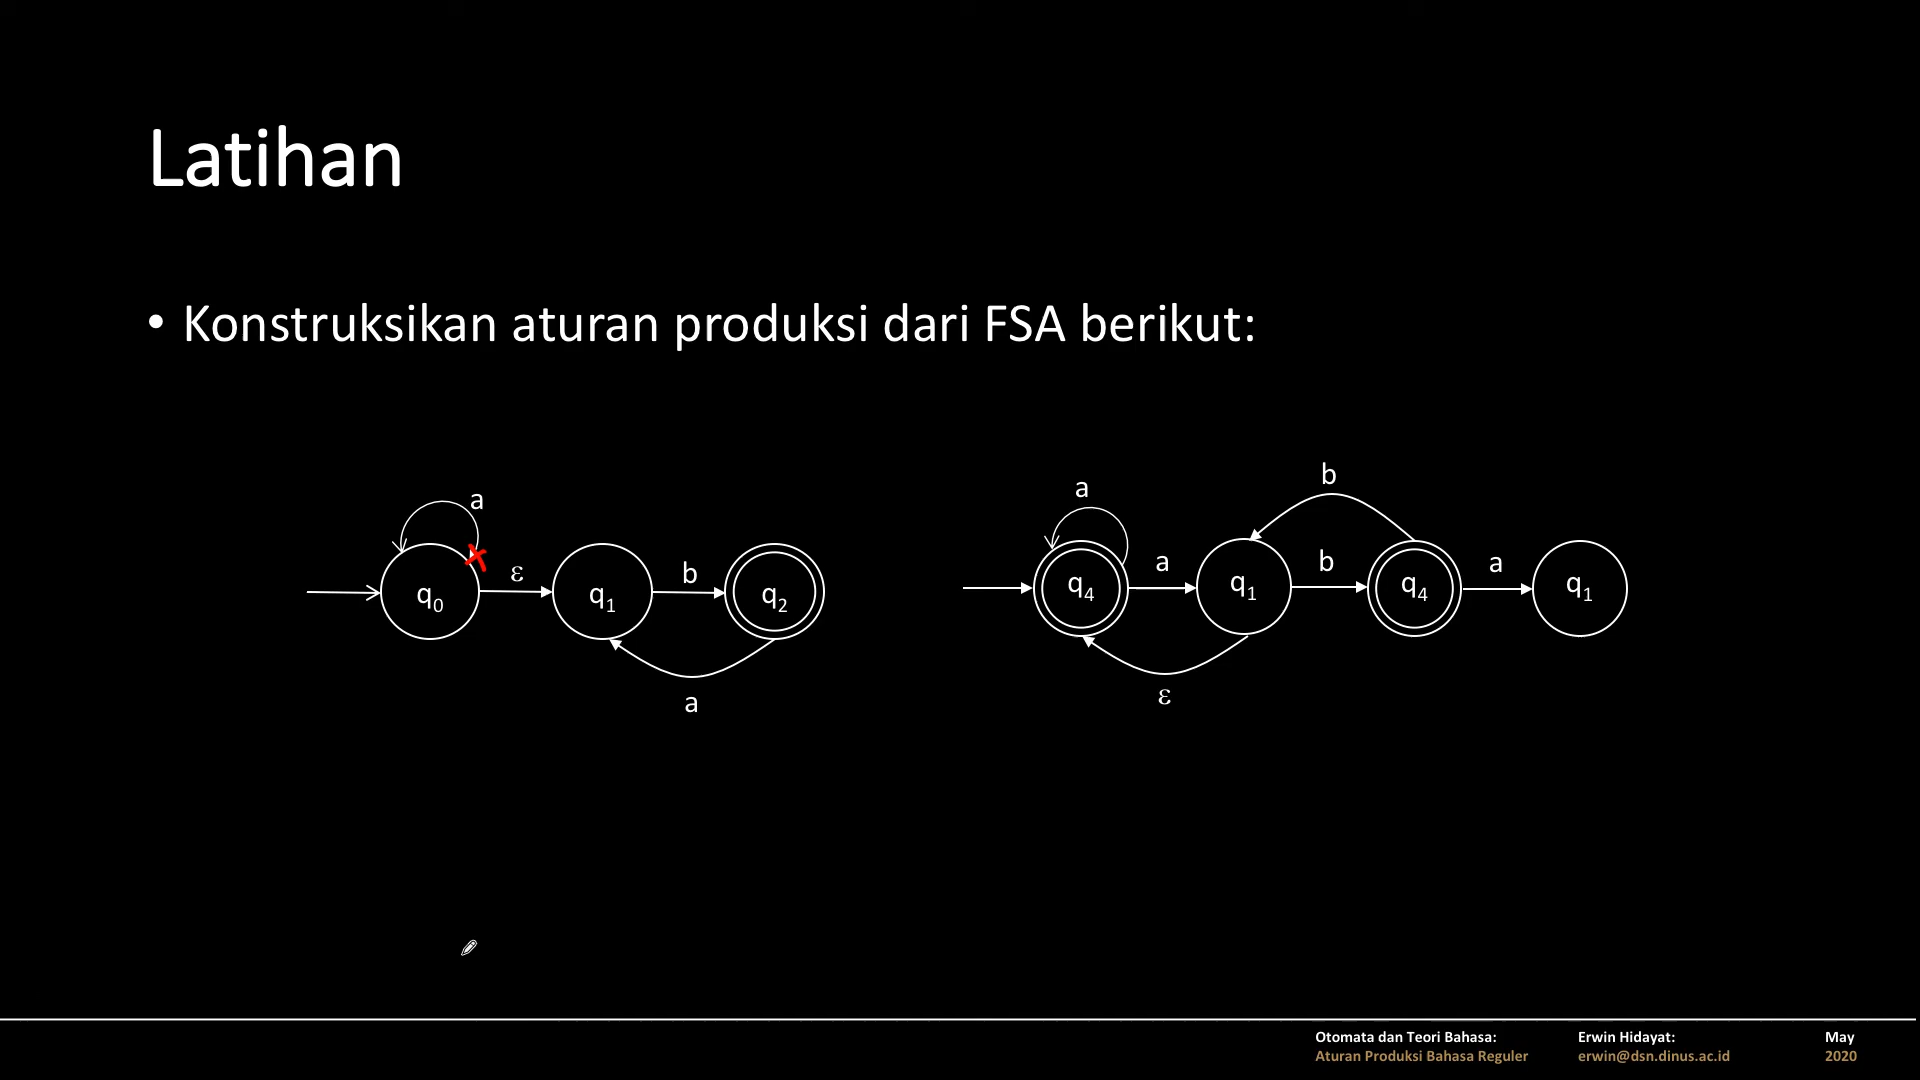 Latihan
• Konstruksikan aturan produksi dari FSA berikut:
a
ε
b
q0
q1
q2
a
a
b
a
b
a
q4
q1
q4
q1
ε
Otomata dan Teori Bahasa:
Aturan Produksi Bahasa Reguler
Erwin Hidayat:
erwin@dsn.dinus.ac.id
May
2020